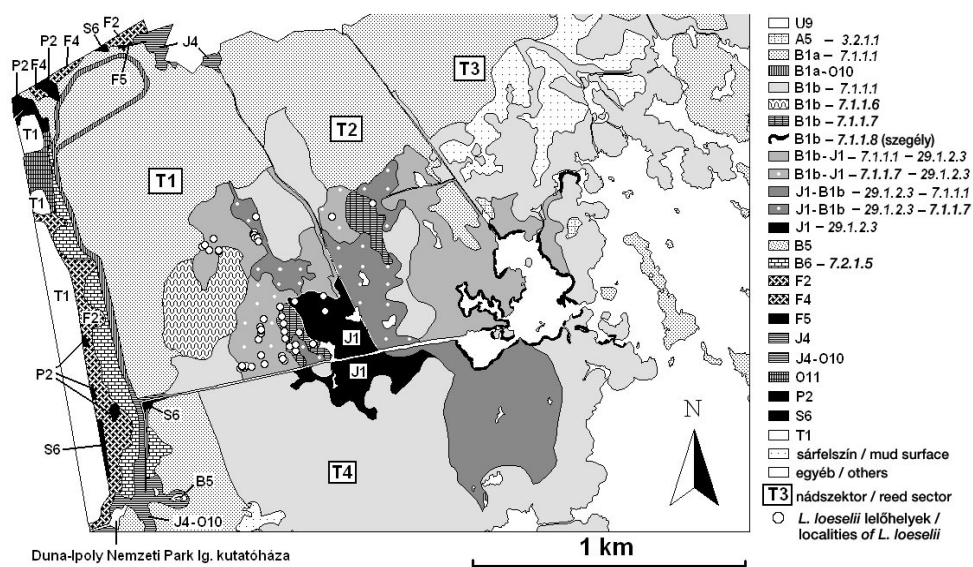 S6
F2
P2
F4
J4
F5
P2
F4
T1
T3
T2
T1
T1
T1
F2
J1
J1
P2
S6
S6
T4
B5
J4-O10
N
Duna-Ipoly Nemzeti Park Ig. kutatóháza
1 km
U9
A5 – 3.2.1.1
B1a – 7.1.1.1
B1a-O10
B1b – 7.1.1.1
B1b – 7.1.1.6
B1b – 7.1.1.7
B1b – 7.1.1.8 (szegély)
B1b-J1 – 7.1.1.1 – 29.1.2.3
B1b-J1 – 7.1.1.7 – 29.1.2.3
J1-B1b – 29.1.2.3 – 7.1.1.1
J1-B1b – 29.1.2.3 – 7.1.1.7
J1 – 29.1.2.3
B5
B6 – 7.2.1.5
F2
F4
F5
J4
J4-O10
O11
P2
S6
T1
sárfelszín / mud surface
egyéb / others
T3 nádszektor / reed sector
L. loeselii lelőhelyek /
localities of L. loeselii